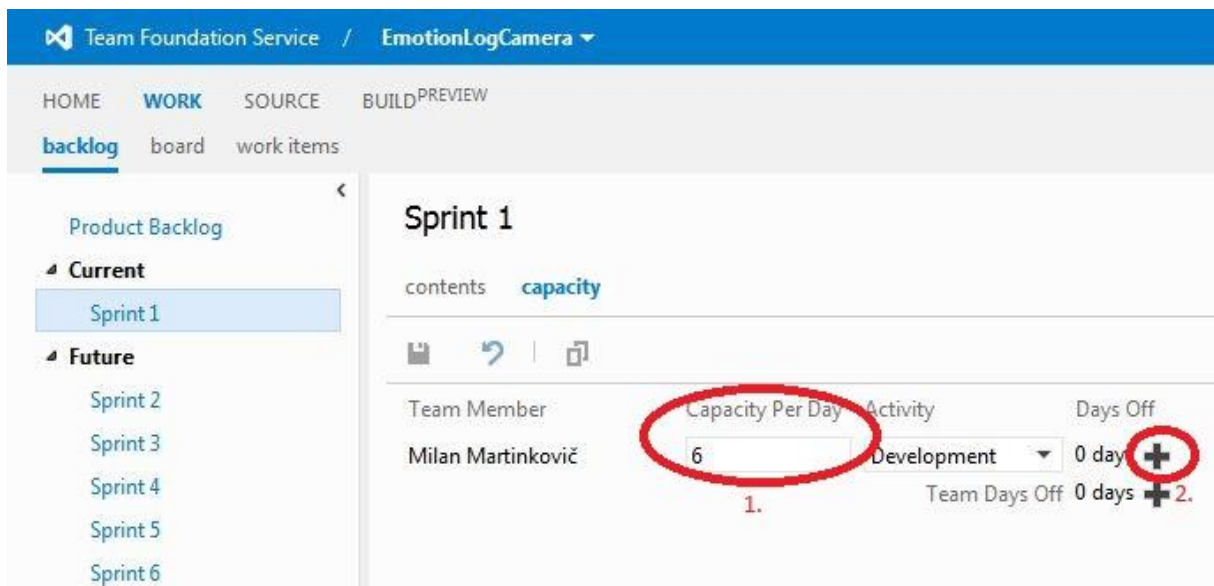 Team Foundation Service / EmotionLogCamera
HOME WORK SOURCE BUILD PREVIEW
backlog board work items
Product Backlog
Current
Sprint 1
Future
Sprint 2
Sprint 3
Sprint 4
Sprint 5
Sprint 6
Sprint 1
contents capacity
Team Member Capacity Per Day Activity Days Off
Milan Martinkovič 6 Development 0 day
1. Team Days Off 0 days 2.